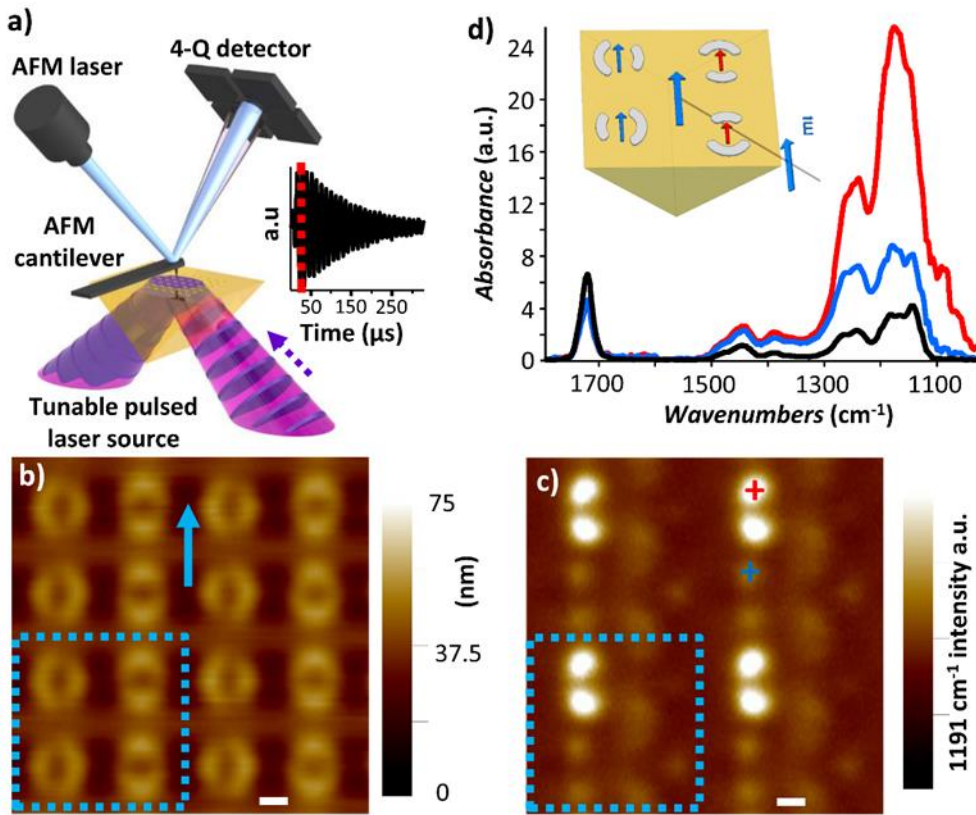 a)
4-Q detector
AFM laser
AFM
cantilever
a.u
50 150 250
Time (µs)
Tunable pulsed
laser source
d)
24
20
16
12
8
4
0
Absorbance (a.u.)
E
1700 1500 1300 1100
Wavenumbers (cm⁻¹)
b)
75
(nm)
37.5
0
c)
1191 cm⁻¹ intensity a.u.